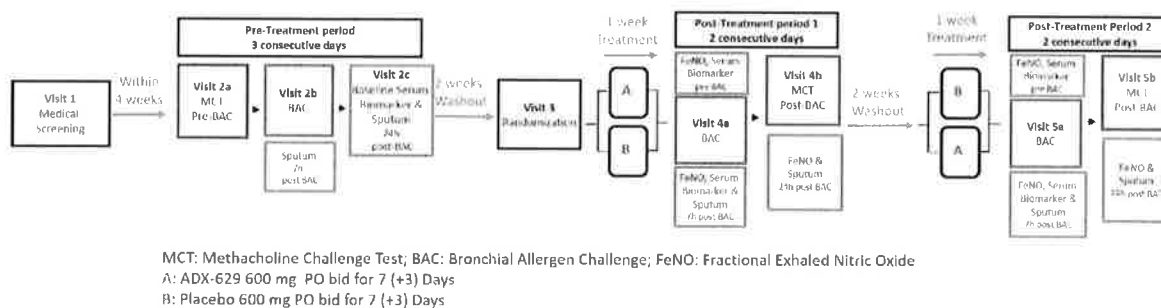 Pre-Treatment period
3 consecutive days
1 week
Treatment
Post-Treatment period 1
2 consecutive days
1 week
Treatment
Post-Treatment Period 2
2 consecutive days
Visit 1
Medical
Screening
Within
4 weeks
Visit 2a
MCT
Pre-BAC
Visit 2b
BAC
Sputum
7h
post BAC
Visit 2c
Baseline Serum
Biomarker &
Sputum
24h
post-BAC
2 weeks
Washout
Visit 3
Randomization
A
B
FeNO, Serum
Biomarker
pre-BAC
Visit 4a
BAC
FeNO, Serum
Biomarker &
Sputum
7h post BAC
Visit 4b
MCT
Post-BAC
FeNO &
Sputum
post BAC
2 weeks
Washout
B
A
FeNO, Serum
Biomarker
pre BAC
Visit 5a
BAC
FeNO, Serum
Biomarker &
Sputum
7h post BAC
Visit 5b
MCT
Post BAC
FeNO &
Sputum
post BAC
MCT: Methacholine Challenge Test; BAC: Bronchial Allergen Challenge; FeNO: Fractional Exhaled Nitric Oxide
A: ADX-629 600 mg PO bid for 7 (+3) Days
B: Placebo 600 mg PO bid for 7 (+3) Days